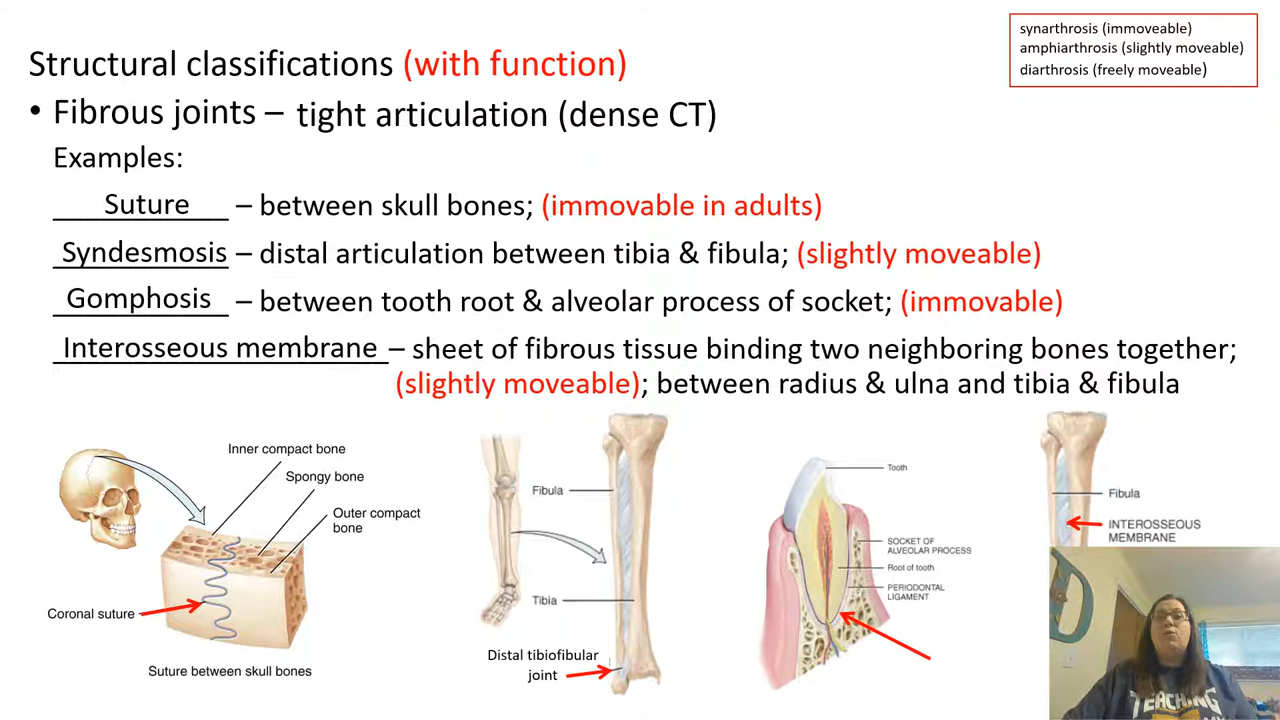 synarthrosis (immoveable)
amphiarthrosis (slightly moveable)
diarthrosis (freely moveable)
Structural classifications (with function)
• Fibrous joints – tight articulation (dense CT)
Examples:
Suture – between skull bones; (immovable in adults)
Syndesmosis – distal articulation between tibia & fibula; (slightly moveable)
Gomphosis – between tooth root & alveolar process of socket; (immovable)
Interosseous membrane – sheet of fibrous tissue binding two neighboring bones together;
(slightly moveable); between radius & ulna and tibia & fibula
Inner compact bone
Spongy bone
Outer compact
bone
Coronal suture
Suture between skull bones
Fibula
Tibia
Distal tibiofibular
joint
Tooth
SOCKET OF
ALVEOLAR PROCESS
Root of tooth
PERIODONTAL
LIGAMENT
Fibula
INTEROSSEOUS
MEMBRANE
TEACHING